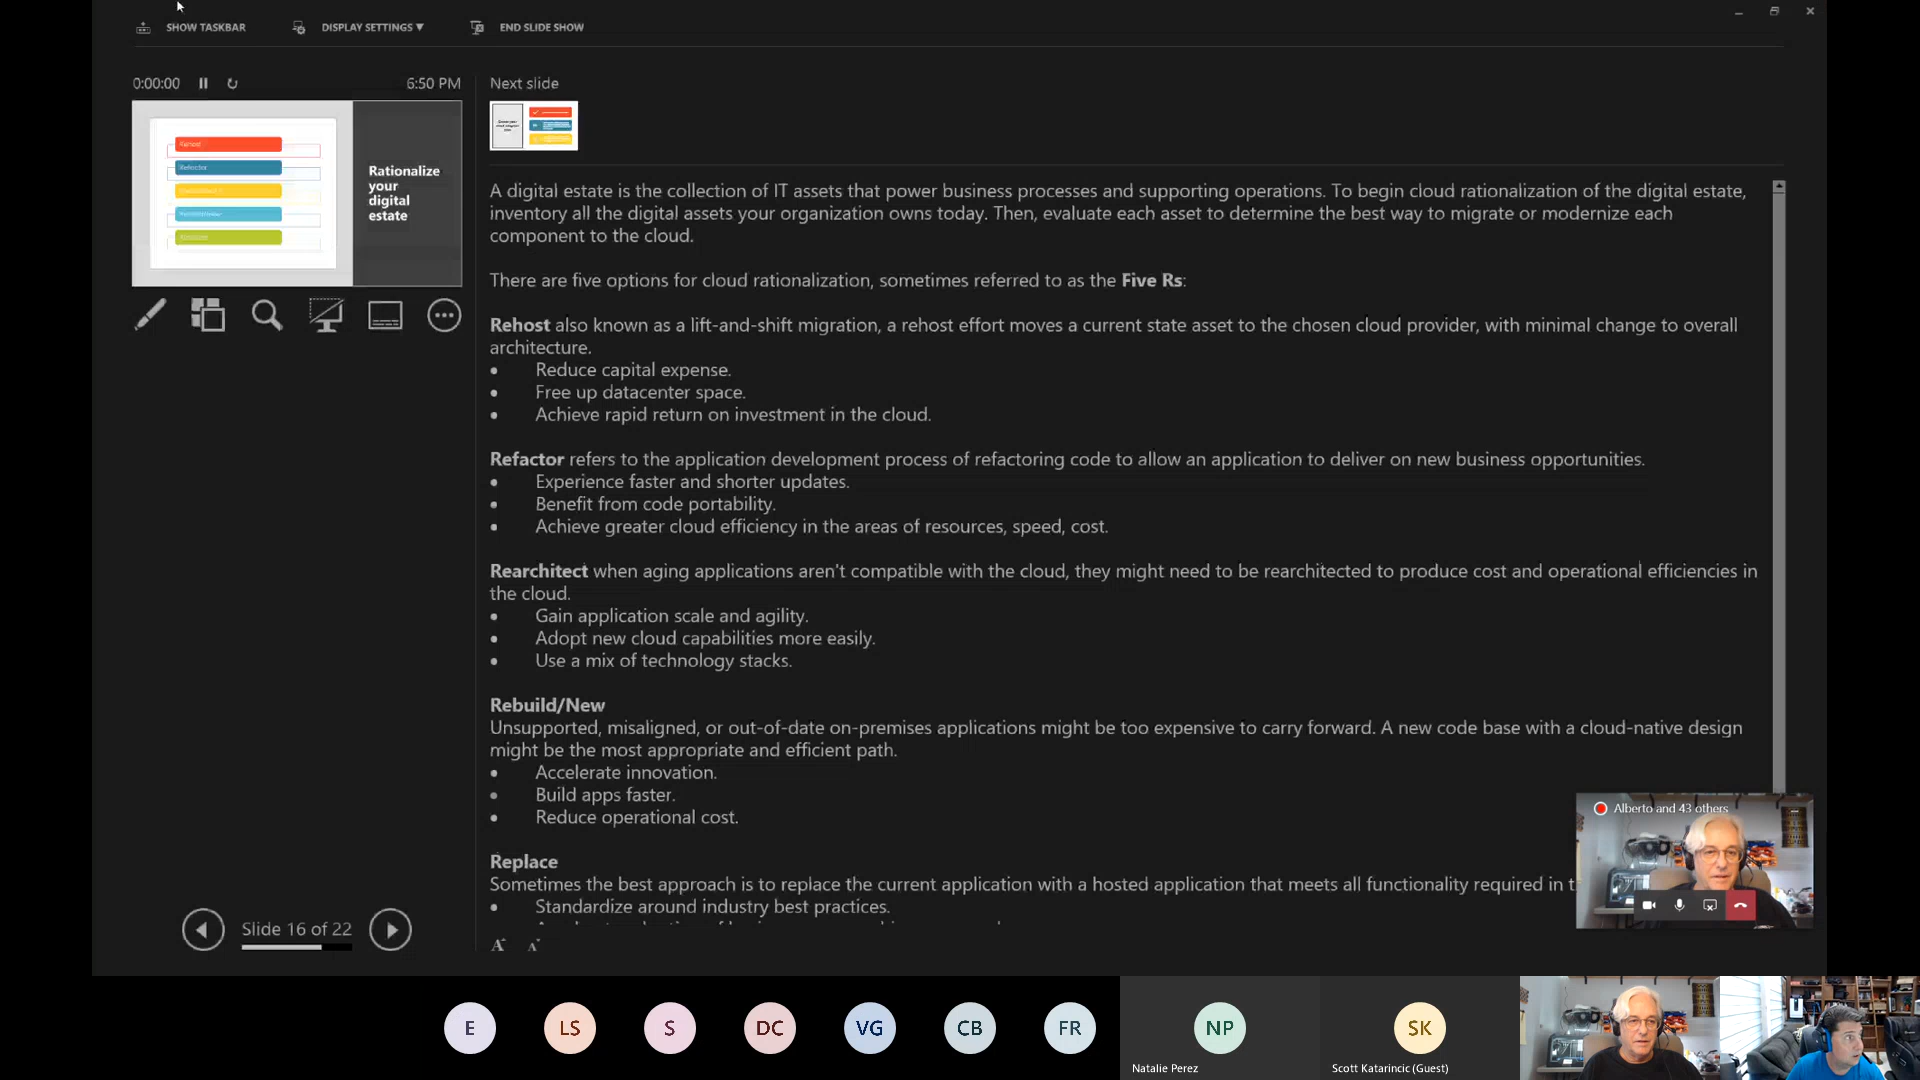 SHOW TASKBAR
DISPLAY SETTINGS ▼
END SLIDE SHOW
0:00:00
6:50 PM
Next slide
Rehost
Refactor
Rationalize
your
digital
estate
A digital estate is the collection of IT assets that power business processes and supporting operations. To begin cloud rationalization of the digital estate,
inventory all the digital assets your organization owns today. Then, evaluate each asset to determine the best way to migrate or modernize each
component to the cloud.
There are five options for cloud rationalization, sometimes referred to as the Five Rs:
Rehost also known as a lift-and-shift migration, a rehost effort moves a current state asset to the chosen cloud provider, with minimal change to overall
architecture.
• Reduce capital expense.
• Free up datacenter space.
• Achieve rapid return on investment in the cloud.
Refactor refers to the application development process of refactoring code to allow an application to deliver on new business opportunities.
• Experience faster and shorter updates.
• Benefit from code portability.
• Achieve greater cloud efficiency in the areas of resources, speed, cost.
Rearchitect when aging applications aren't compatible with the cloud, they might need to be rearchitected to produce cost and operational efficiencies in
the cloud.
• Gain application scale and agility.
• Adopt new cloud capabilities more easily.
• Use a mix of technology stacks.
Rebuild/New
Unsupported, misaligned, or out-of-date on-premises applications might be too expensive to carry forward. A new code base with a cloud-native design
might be the most appropriate and efficient path.
• Accelerate innovation.
• Build apps faster.
• Reduce operational cost.
Replace
Sometimes the best approach is to replace the current application with a hosted application that meets all functionality required in
• Standardize around industry best practices.
Alberto and 43 others
Slide 16 of 22
A A
E
LS
S
DC
VG
CB
FR
NP
SK
Natalie Perez
Scott Katarincic (Guest)